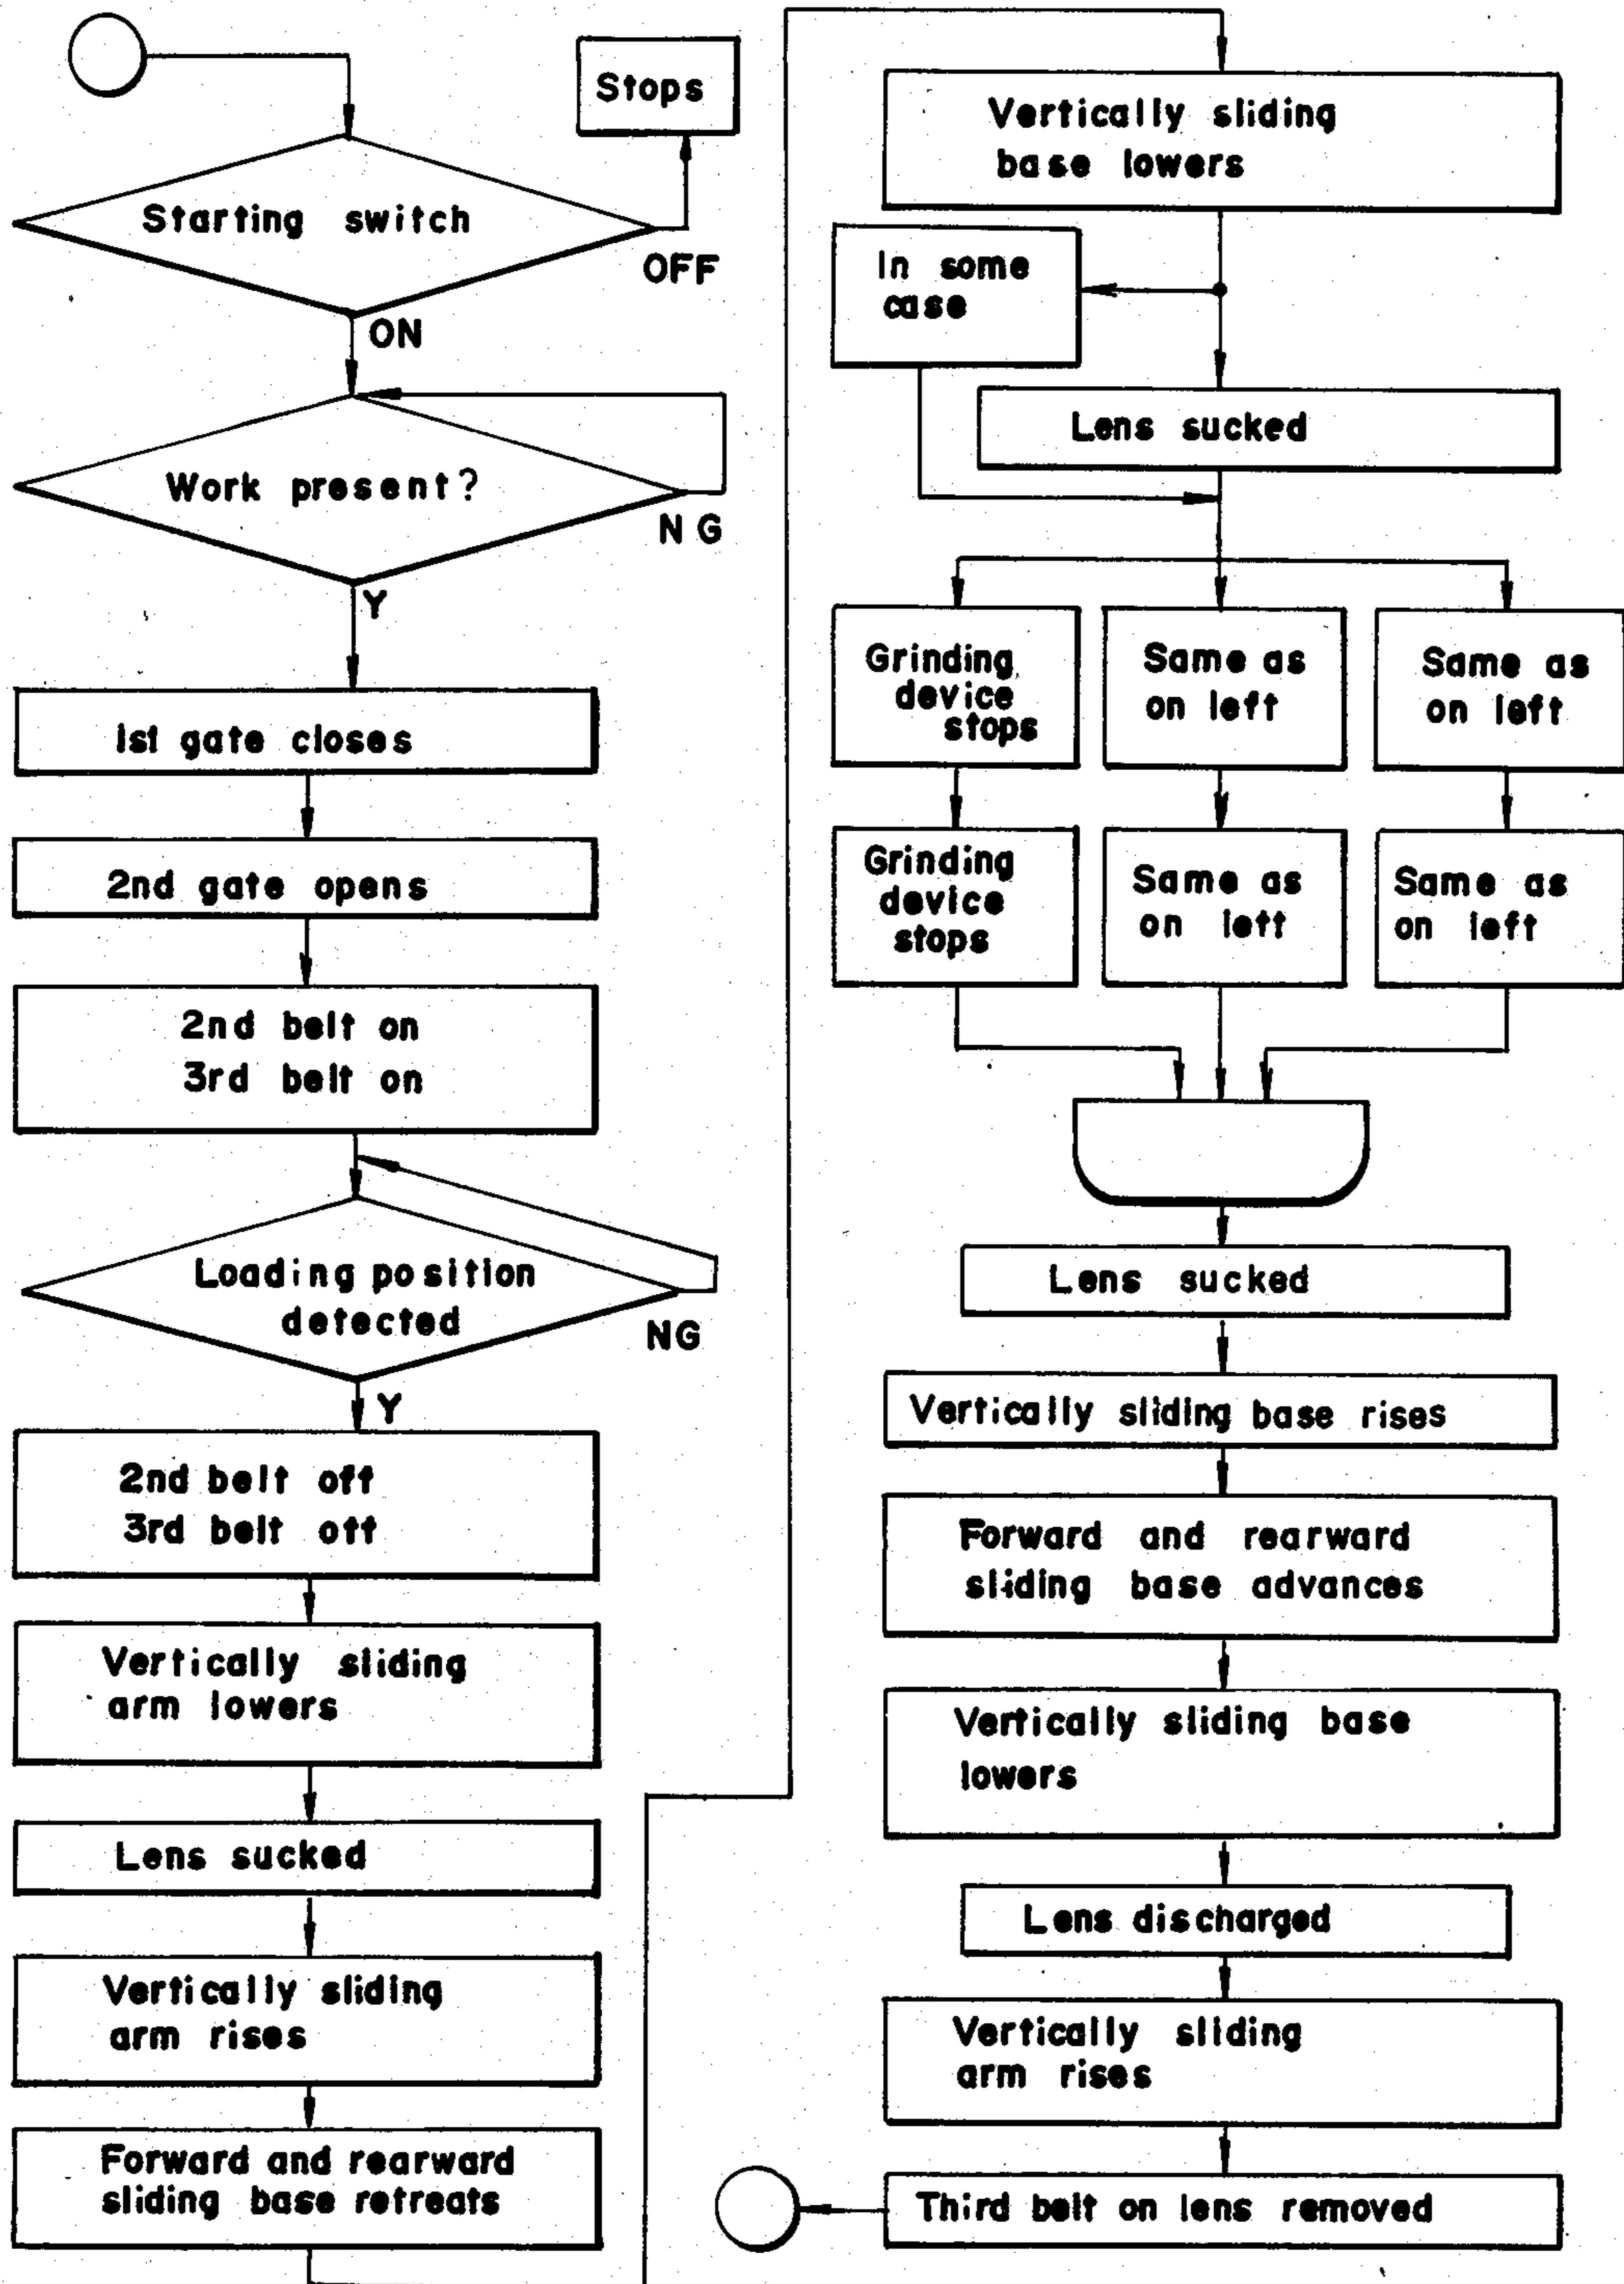 Stops
Starting switch
OFF
ON
Work present?
NG
Y
1st gate closes
2nd gate opens
2nd belt on
3rd belt on
Loading position
detected
NG
Y
2nd belt off
3rd belt off
Vertically sliding
arm lowers
Lens sucked
Vertically sliding
arm rises
Forward and rearward
sliding base retreats
Vertically sliding
base lowers
In some
case
Lens sucked
Grinding
device
stops
Same as
on left
Same as
on left
Grinding
device
stops
Same as
on left
Same as
on left
Lens sucked
Vertically sliding base rises
Forward and rearward
sliding base advances
Vertically sliding base
lowers
Lens discharged
Vertically sliding
arm rises
Third belt on lens removed